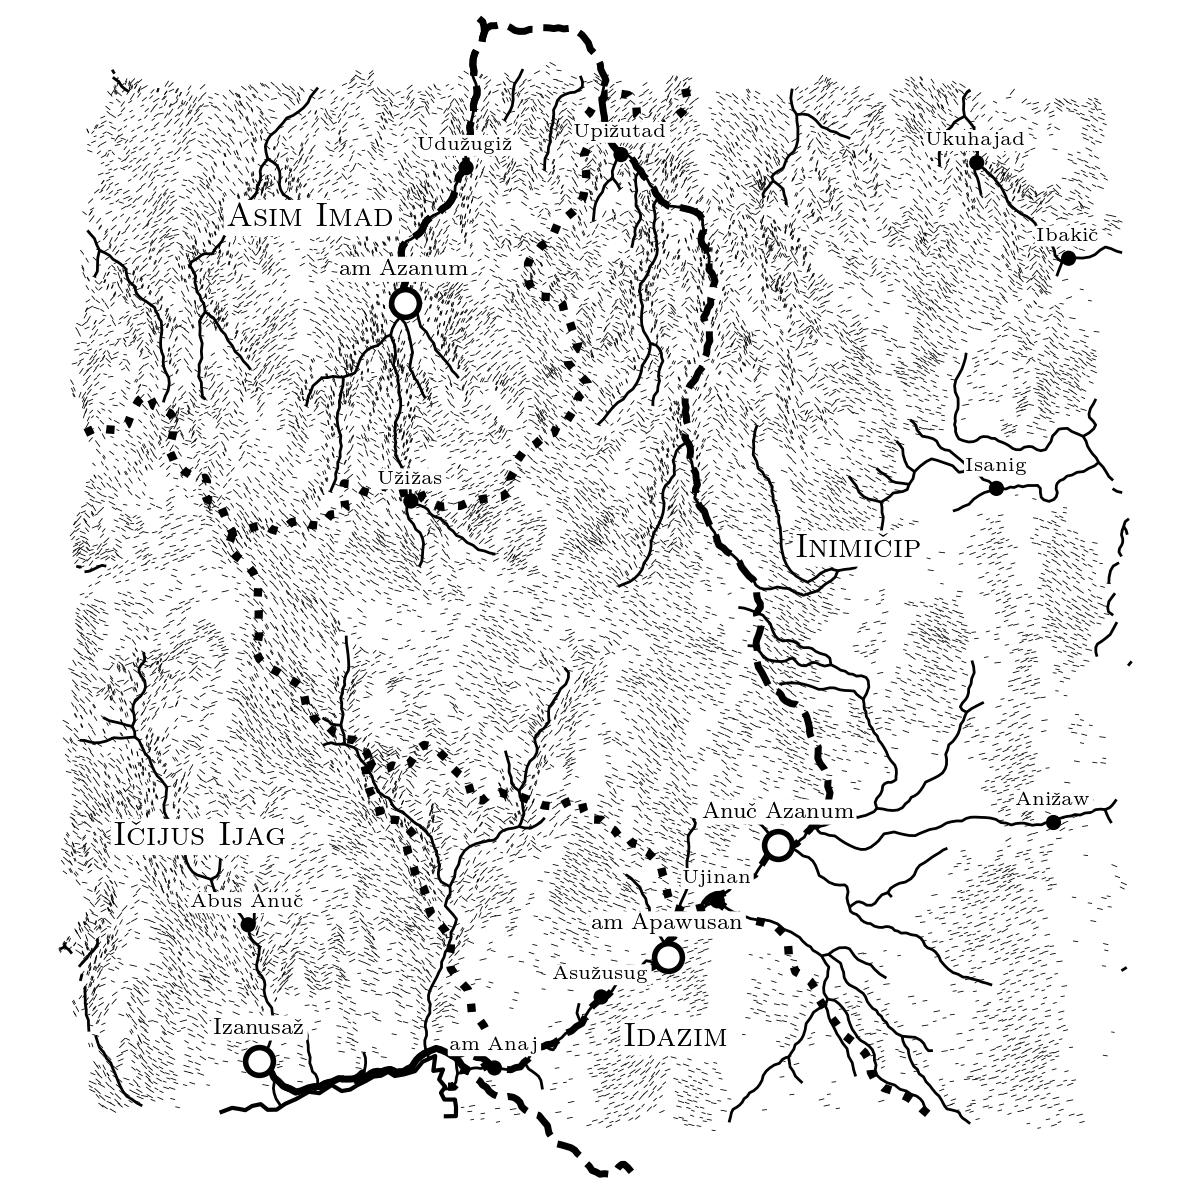 Upižutad
Ukuhajad
Udužugiž
Asim Imad
Ibakič
am Azanum
Isanig
Užižas
Inimičip
Anižaw
Anuč Azanum
Ičijus Ijag
Ujinan
Abus Anuč
am Apawusan
Asužusug
Izanusaž
Idazim
am Anaj